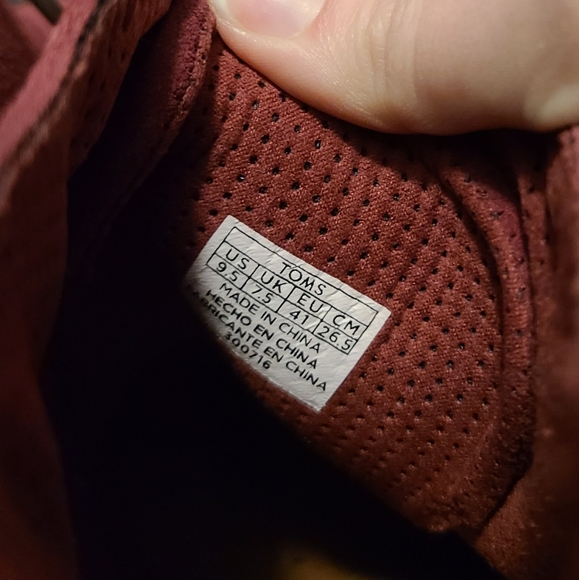 TOMS
US UK EU CM
9.5 7.5 41 26.5
MADE IN CHINA
HECHO EN CHINA
FABRICANTE EN CHINA
300716